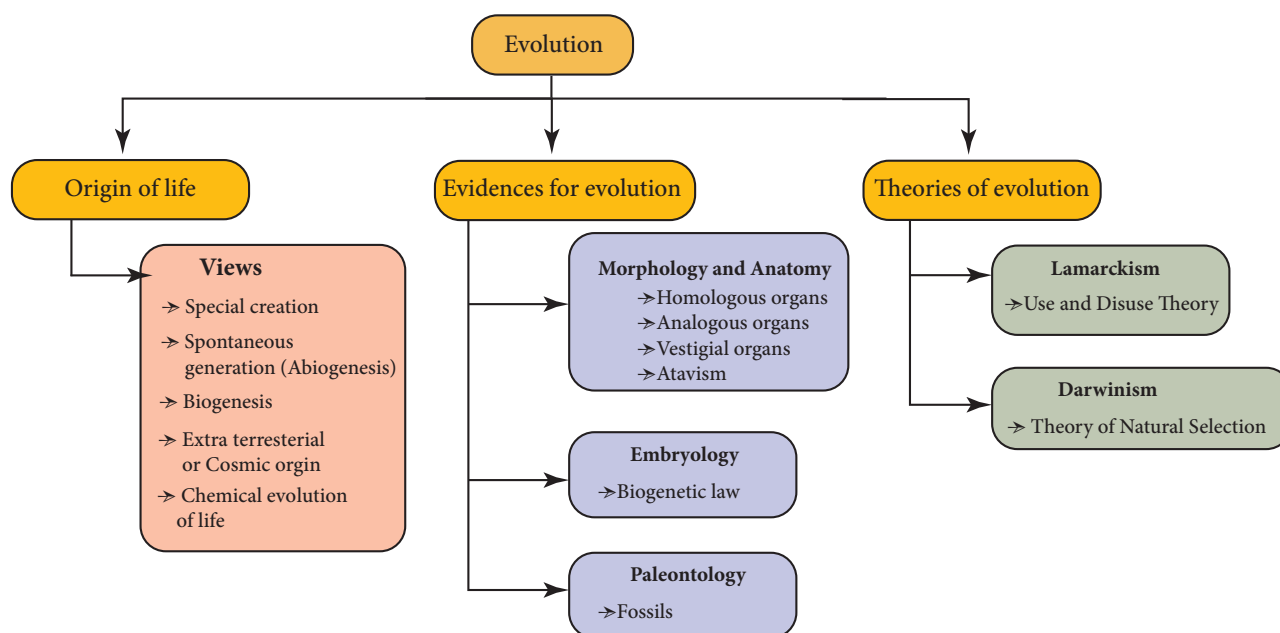 Evolution
Origin of life
Evidences for evolution
Theories of evolution
Views
→ Special creation
→ Spontaneous
generation (Abiogenesis)
→ Biogenesis
→ Extra terresterial
or Cosmic orgin
→ Chemical evolution
of life
Morphology and Anatomy
→ Homologous organs
→ Analogous organs
→ Vestigial organs
→ Atavism
Embryology
→ Biogenetic law
Paleontology
→ Fossils
Lamarckism
→ Use and Disuse Theory
Darwinism
→ Theory of Natural Selection